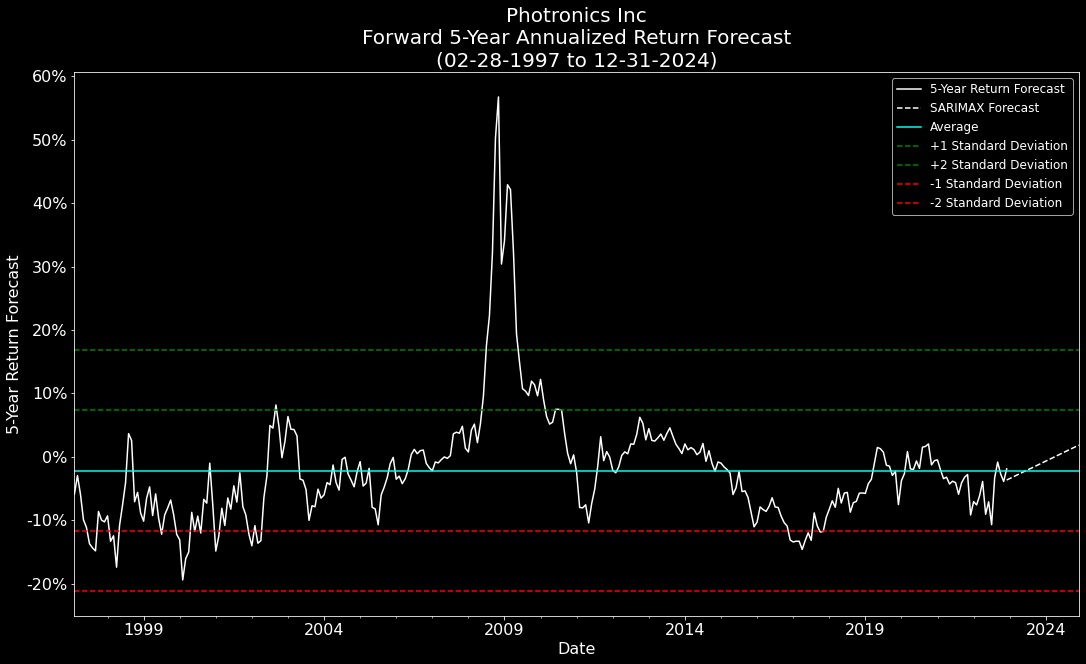 Photronics Inc
Forward 5-Year Annualized Return Forecast
(02-28-1997 to 12-31-2024)
5-Year Return Forecast
SARIMAX Forecast
Average
+1 Standard Deviation
+2 Standard Deviation
-1 Standard Deviation
-2 Standard Deviation
5-Year Return Forecast
60%
50%
40%
30%
20%
10%
0%
-10%
-20%
1999 2004 2009 2014 2019 2024
Date